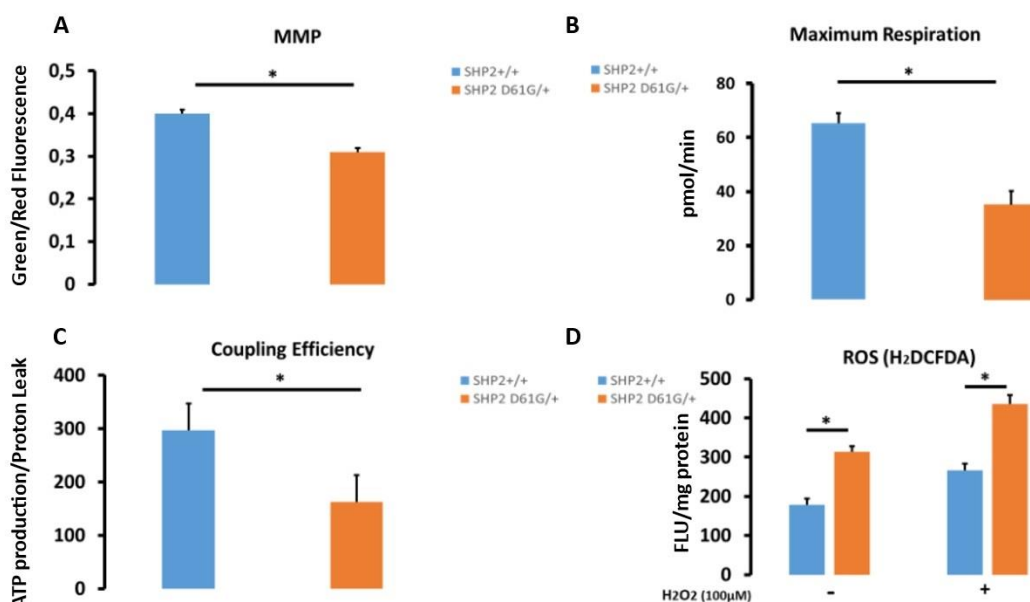 A
MMP
Green/Red Fluorescence
0,5
0,4
0,3
0,2
0,1
0
*
SHP2+/+
SHP2 D61G/+
B
Maximum Respiration
pmol/min
80
60
40
20
0
*
SHP2+/+
SHP2 D61G/+
C
Coupling Efficiency
ATP production/Proton Leak
400
300
200
100
0
*
SHP2+/+
SHP2 D61G/+
D
ROS (H₂DCFDA)
FLU/mg protein
500
400
300
200
100
0
*
*
SHP2+/+
SHP2 D61G/+
H2O2 (100μM) - +